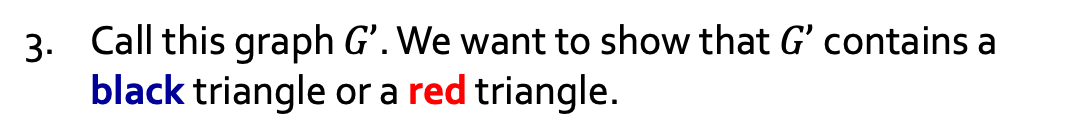 3. Call this graph G’. We want to show that G’ contains a
black triangle or a red triangle.